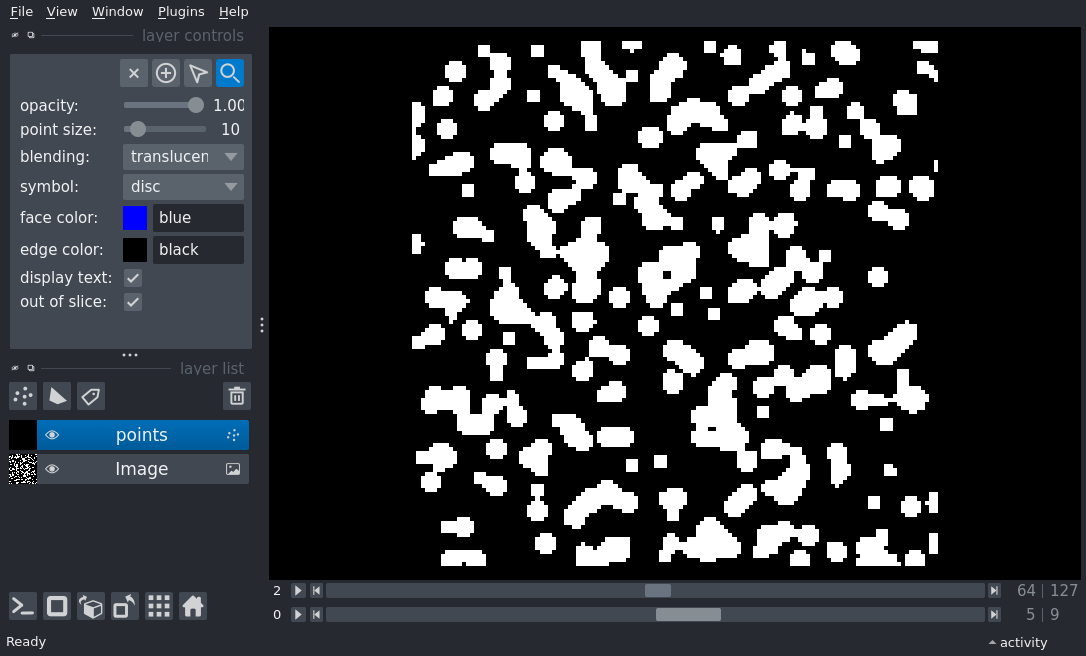 File View Window Plugins Help
layer controls
opacity: 1.00
point size: 10
blending: translucen
symbol: disc
face color: blue
edge color: black
display text:
out of slice:
layer list
points
Image
2 64 | 127
0 5 | 9
Ready activity